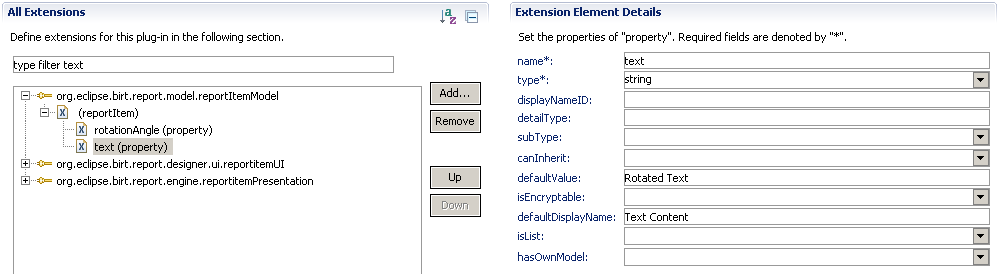 All Extensions
Define extensions for this plug-in in the following section.
type filter text
org.eclipse.birt.report.model.reportItemModel
(reportItem)
rotationAngle (property)
text (property)
org.eclipse.birt.report.designer.ui.reportitemUI
org.eclipse.birt.report.engine.reportitemPresentation
Add...
Remove
Up
Down
Extension Element Details
Set the properties of "property". Required fields are denoted by "*".
name*: text
type*: string
displayNameID:
detailType:
subType:
canInherit:
defaultValue: Rotated Text
isEncryptable:
defaultDisplayName: Text Content
isList:
hasOwnModel: